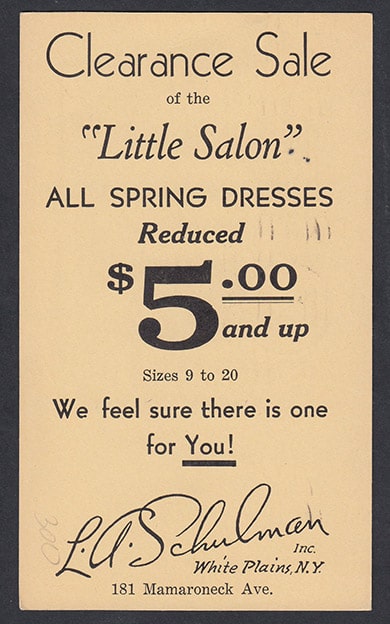 Clearance Sale
of the
"Little Salon"
ALL SPRING DRESSES
Reduced
$5.00
and up
Sizes 9 to 20
We feel sure there is one
for You!
L.A. Schulman
Inc.
White Plains, N.Y.
181 Mamaroneck Ave.
300